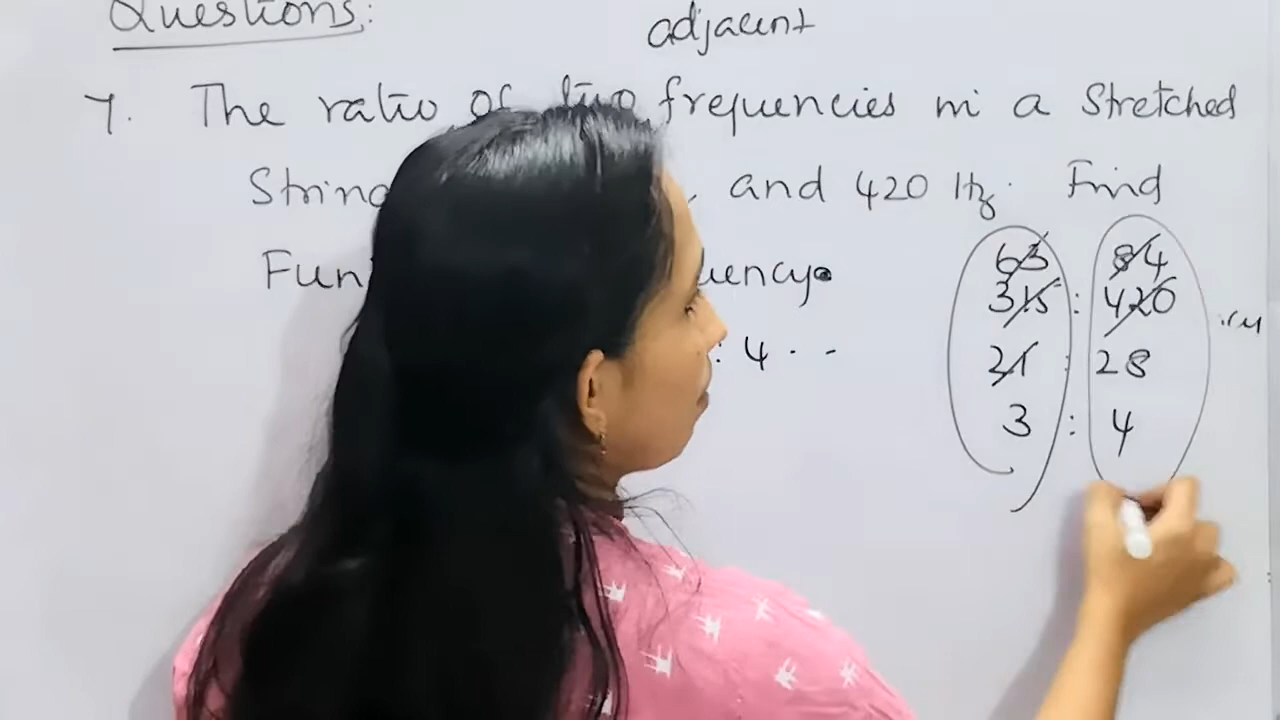 Questions:
adjacent
7. The ratio of two frequencies in a Stretched
String and 420 Hz. Find
Fun uency.
: 4 . - -
63 84
315 : 420
21 : 28
3 : 4